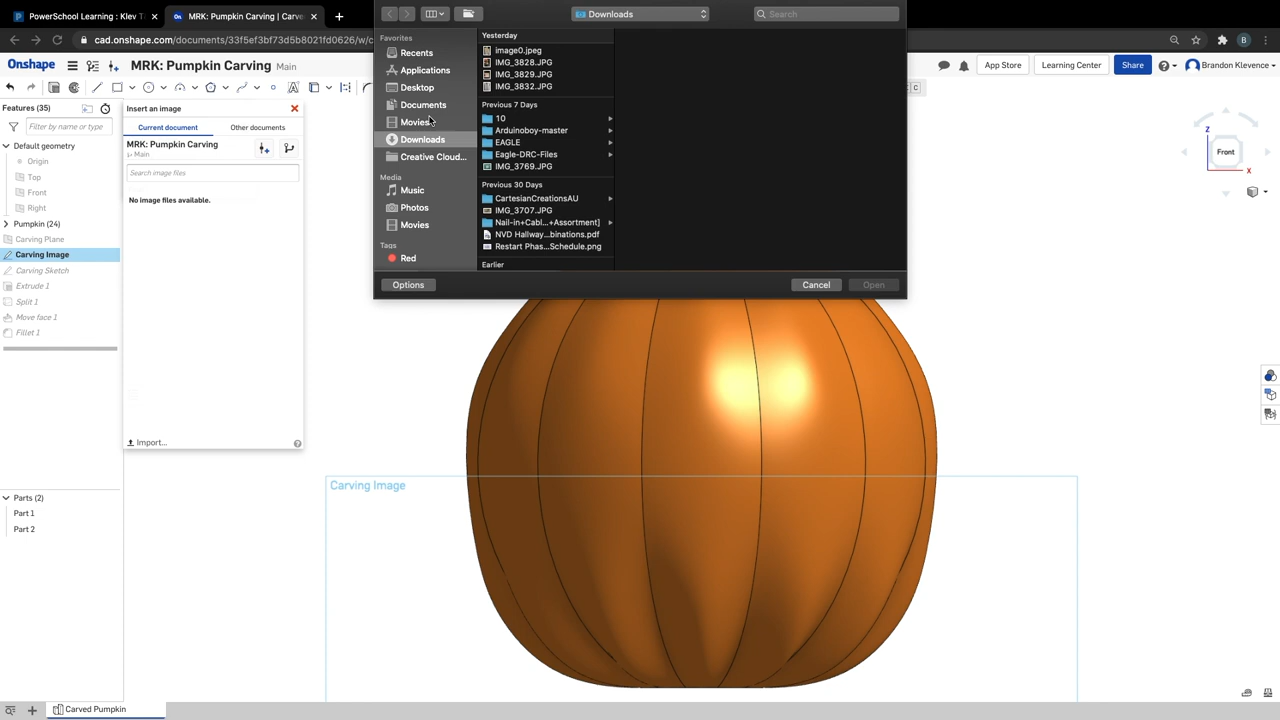 PowerSchool Learning : Klev T
MRK: Pumpkin Carving | Carve
cad.onshape.com/documents/33f5ef3bf73d5b8021fd16/w/c
Onshape
MRK: Pumpkin Carving Main
App Store
Learning Center
Share
Brandon Klevence
Features (35)
Filter by name or type
Default geometry
Origin
Top
Front
Right
Pumpkin (24)
Carving Plane
Carving Image
Carving Sketch
Extrude 1
Split 1
Move face 1
Fillet 1
Parts (2)
Part 1
Part 2
Insert an image
Current document
Other documents
MRK: Pumpkin Carving
Main
Search image files
No image files available.
Import...
Downloads
Search
Favorites
Recents
Applications
Desktop
Documents
Movies
Downloads
Creative Cloud...
Media
Music
Photos
Movies
Tags
Red
Yesterday
image0.jpeg
IMG_3828.JPG
IMG_3829.JPG
IMG_3832.JPG
Previous 7 Days
10
Arduinoboy-master
EAGLE
Eagle-DRC-Files
IMG_3769.JPG
Previous 30 Days
CartesianCreationsAU
IMG_3707.JPG
Nail-in+Cabl...+Assortment]
NVD Hallway...binations.pdf
Restart Phas...Schedule.png
Earlier
Options
Cancel
Open
C
Z
Front
X
Carving Image
Carved Pumpkin